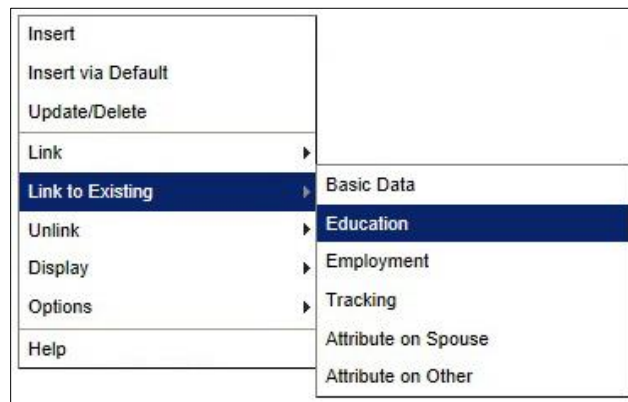 Insert
Insert via Default
Update/Delete
Link
Link to Existing
Unlink
Display
Options
Help
Basic Data
Education
Employment
Tracking
Attribute on Spouse
Attribute on Other